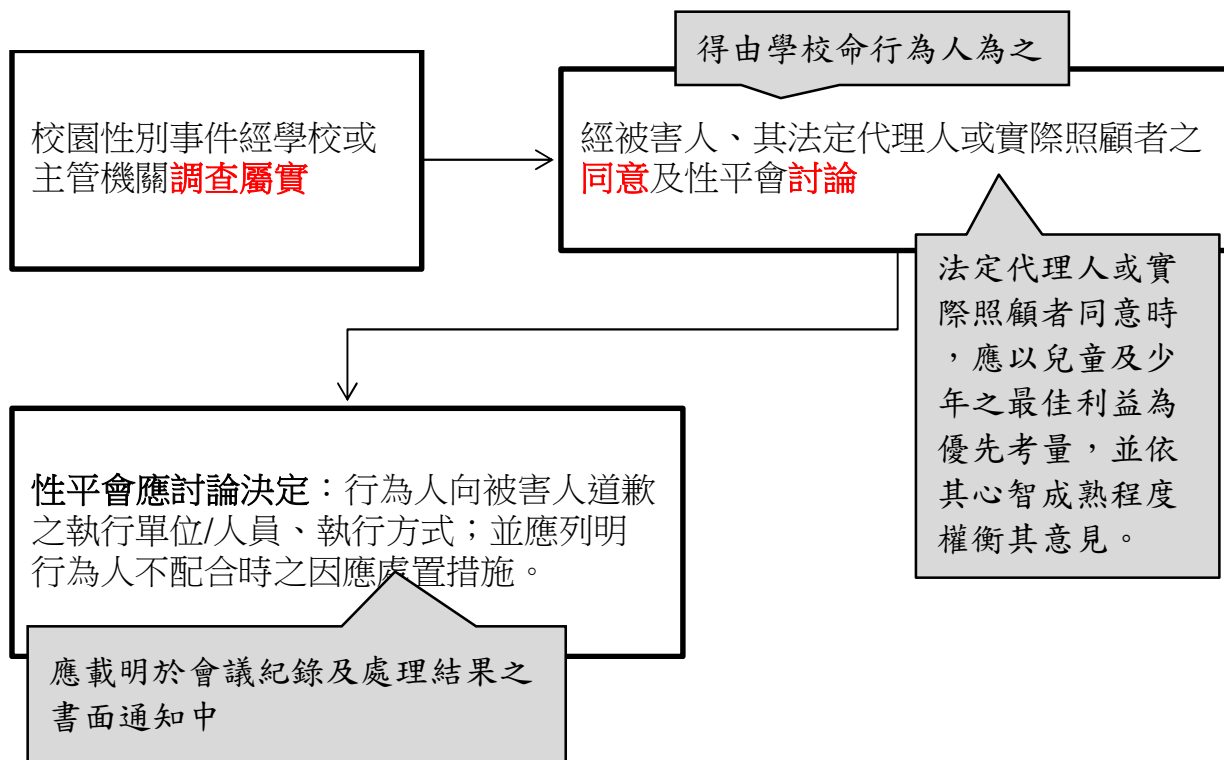 得由學校命行為人為之
校園性別事件經學校或
主管機關調查屬實
經被害人、其法定代理人或實際照顧者之
同意及性平會討論
法定代理人或實
際照顧者同意時
，應以兒童及少
年之最佳利益為
優先考量，並依
其心智成熟程度
權衡其意見。
性平會應討論決定：行為人向被害人道歉
之執行單位/人員、執行方式；並應列明
行為人不配合時之因應處置措施。
應載明於會議紀錄及處理結果之
書面通知中